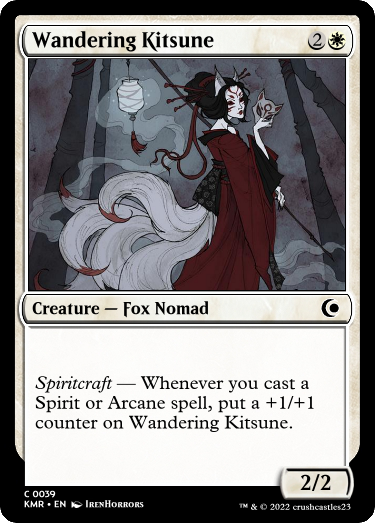 Wandering Kitsune 2
Creature — Fox Nomad
Spiritcraft — Whenever you cast a
Spirit or Arcane spell, put a +1/+1
counter on Wandering Kitsune.
2/2
C 0039
KMR • EN IrenHorrors
™ & © 2022 crushcastles23